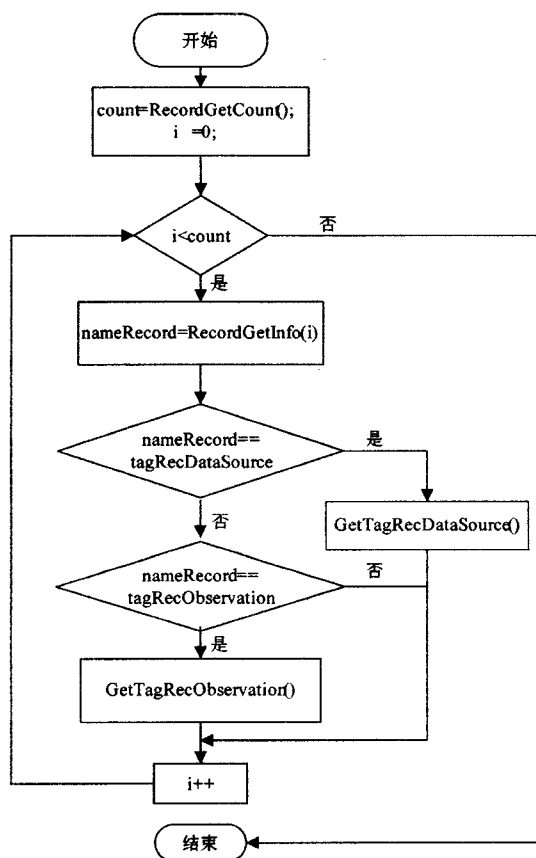 开始
count=RecordGetCount();
i =0;
i<count
否
是
nameRecord=RecordGetInfo(i)
nameRecord==
tagRecDataSource
是
否
GetTagRecDataSource()
nameRecord==
tagRecObservation
否
是
GetTagRecObservation()
i++
结束